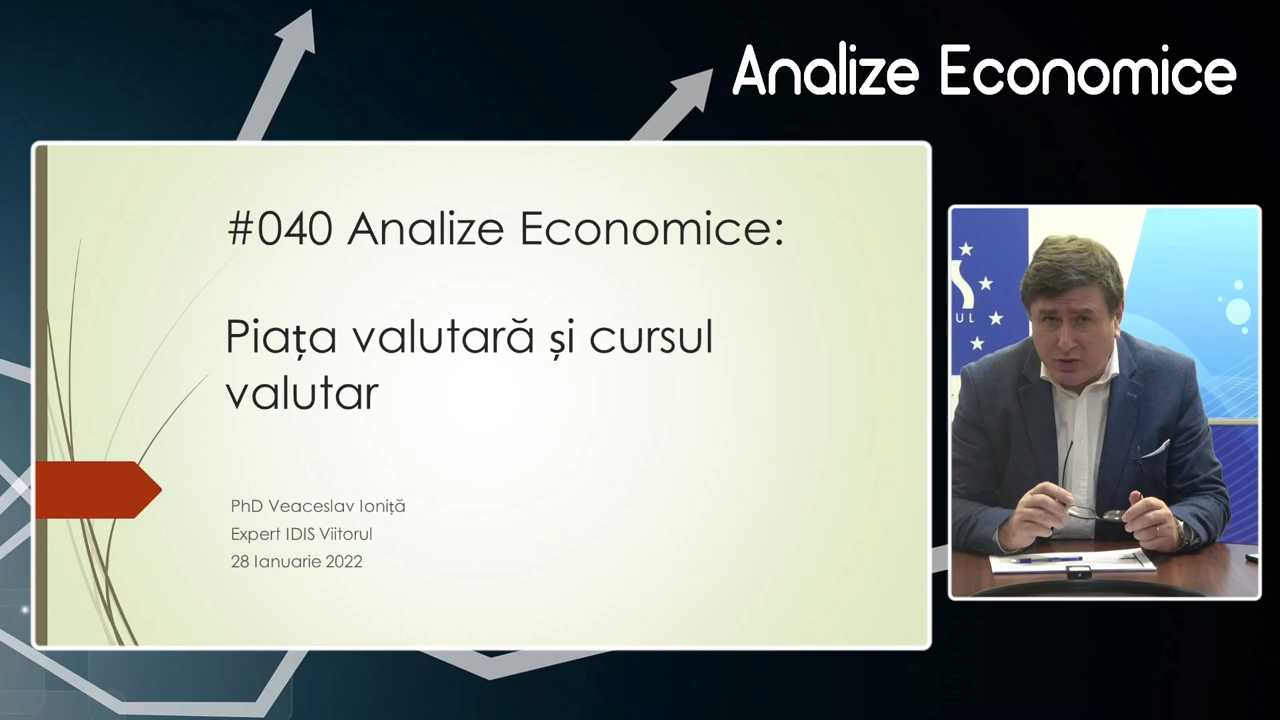 Analize Economice
#040 Analize Economice:
Piața valutară și cursul
valutar
PhD Veaceslav Ioniță
Expert IDIS Viitorul
28 Ianuarie 2022
S
UL